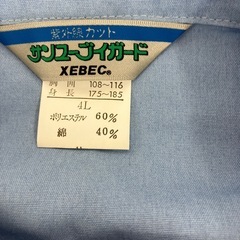 紫外線カット
サンユーブイガード
XEBEC®
胸囲 108~116
身長 175~185
4L
ポリエステル 60%
綿 40%